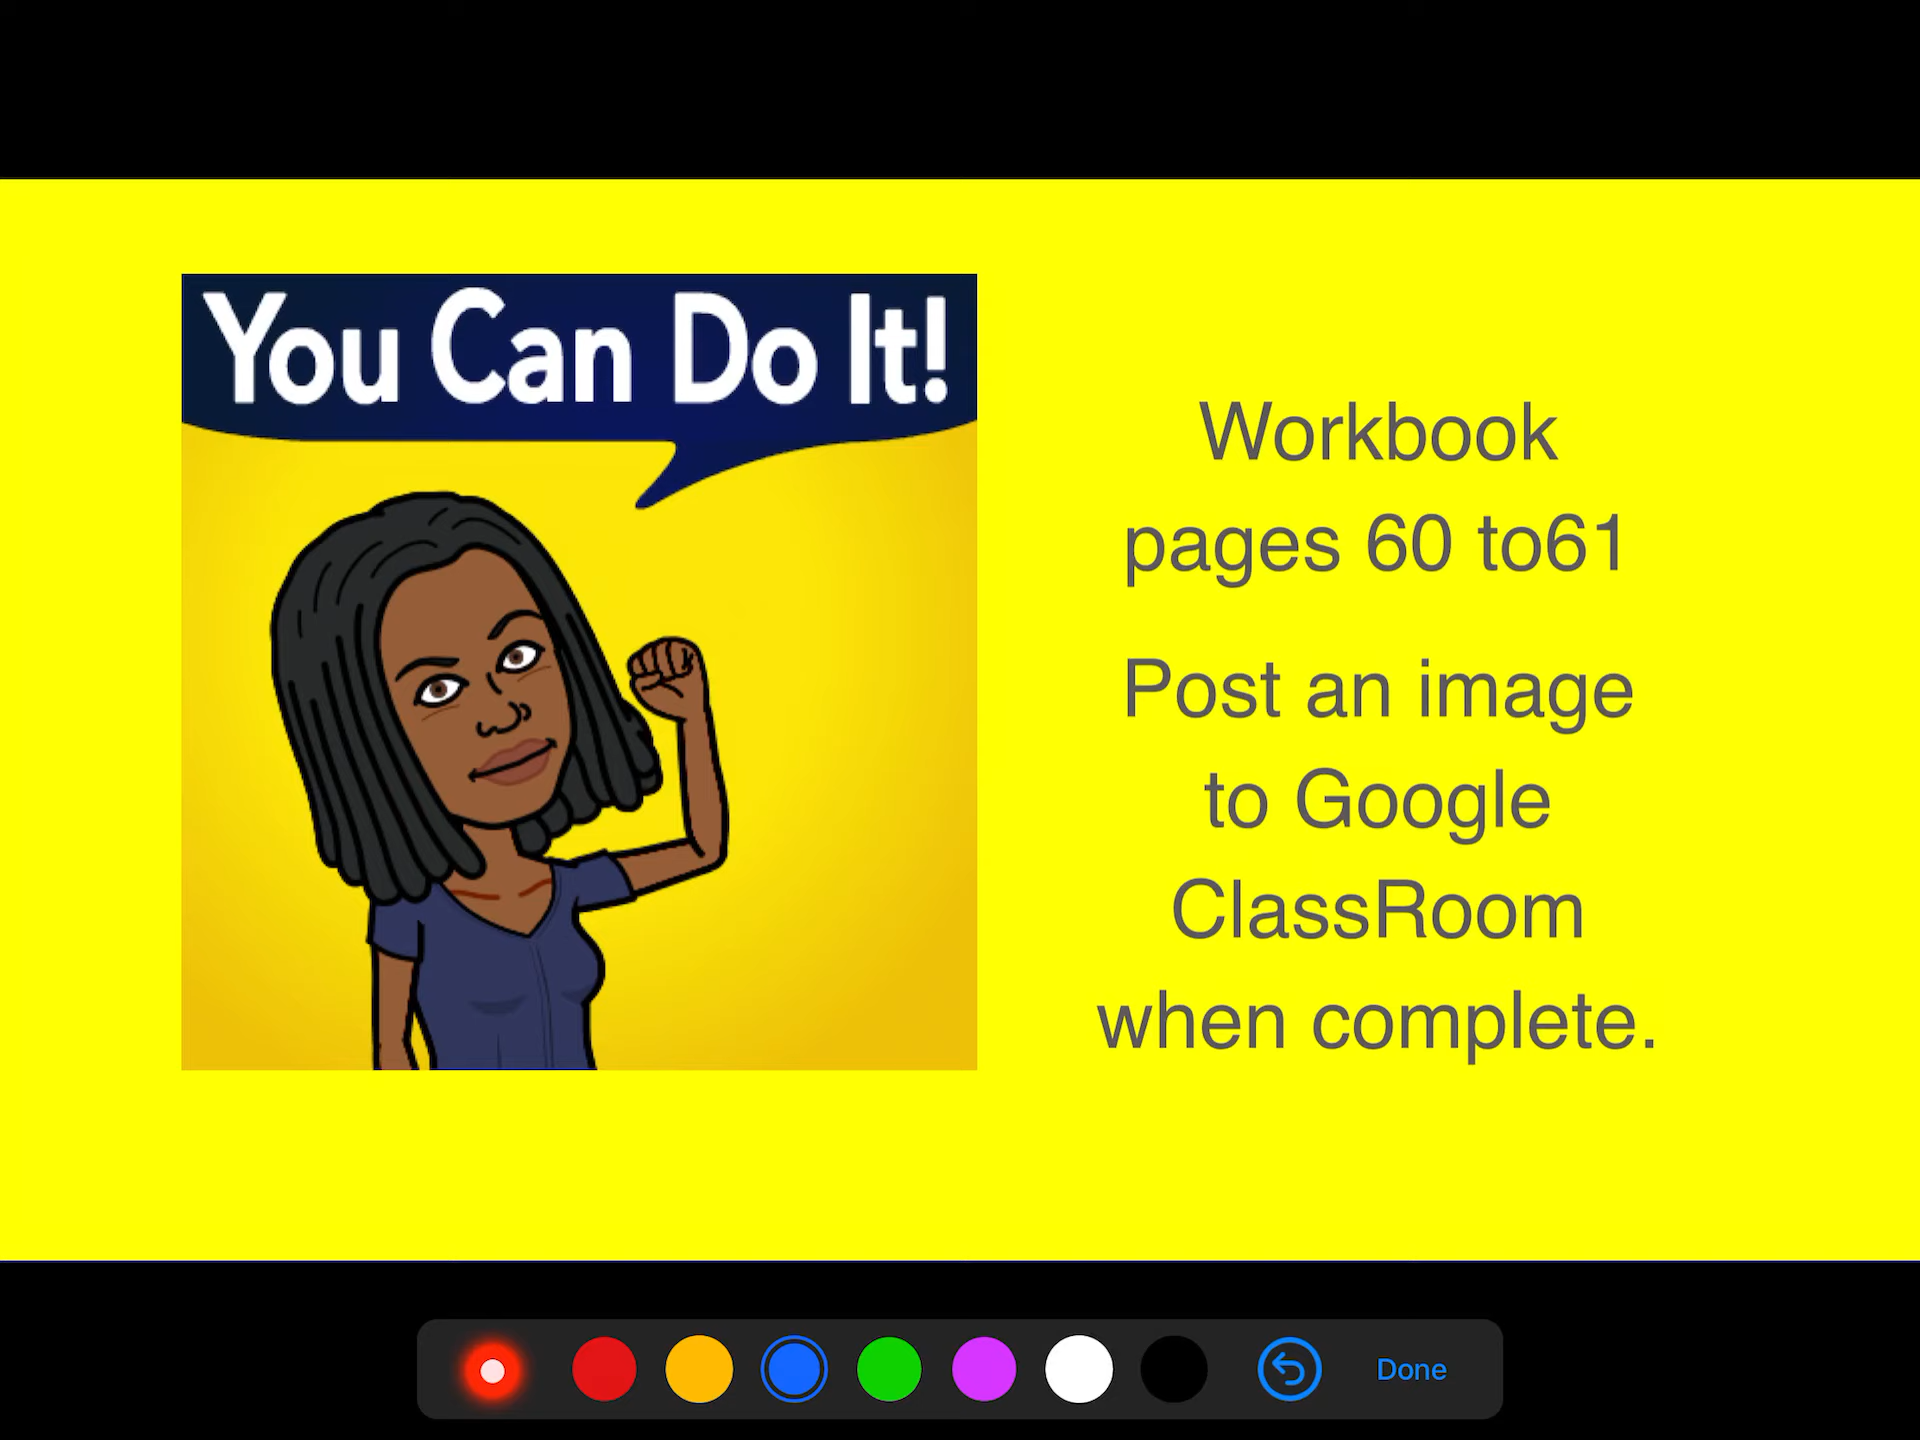 You Can Do It!
Workbook
pages 60 to61
Post an image
to Google
ClassRoom
when complete.
Done